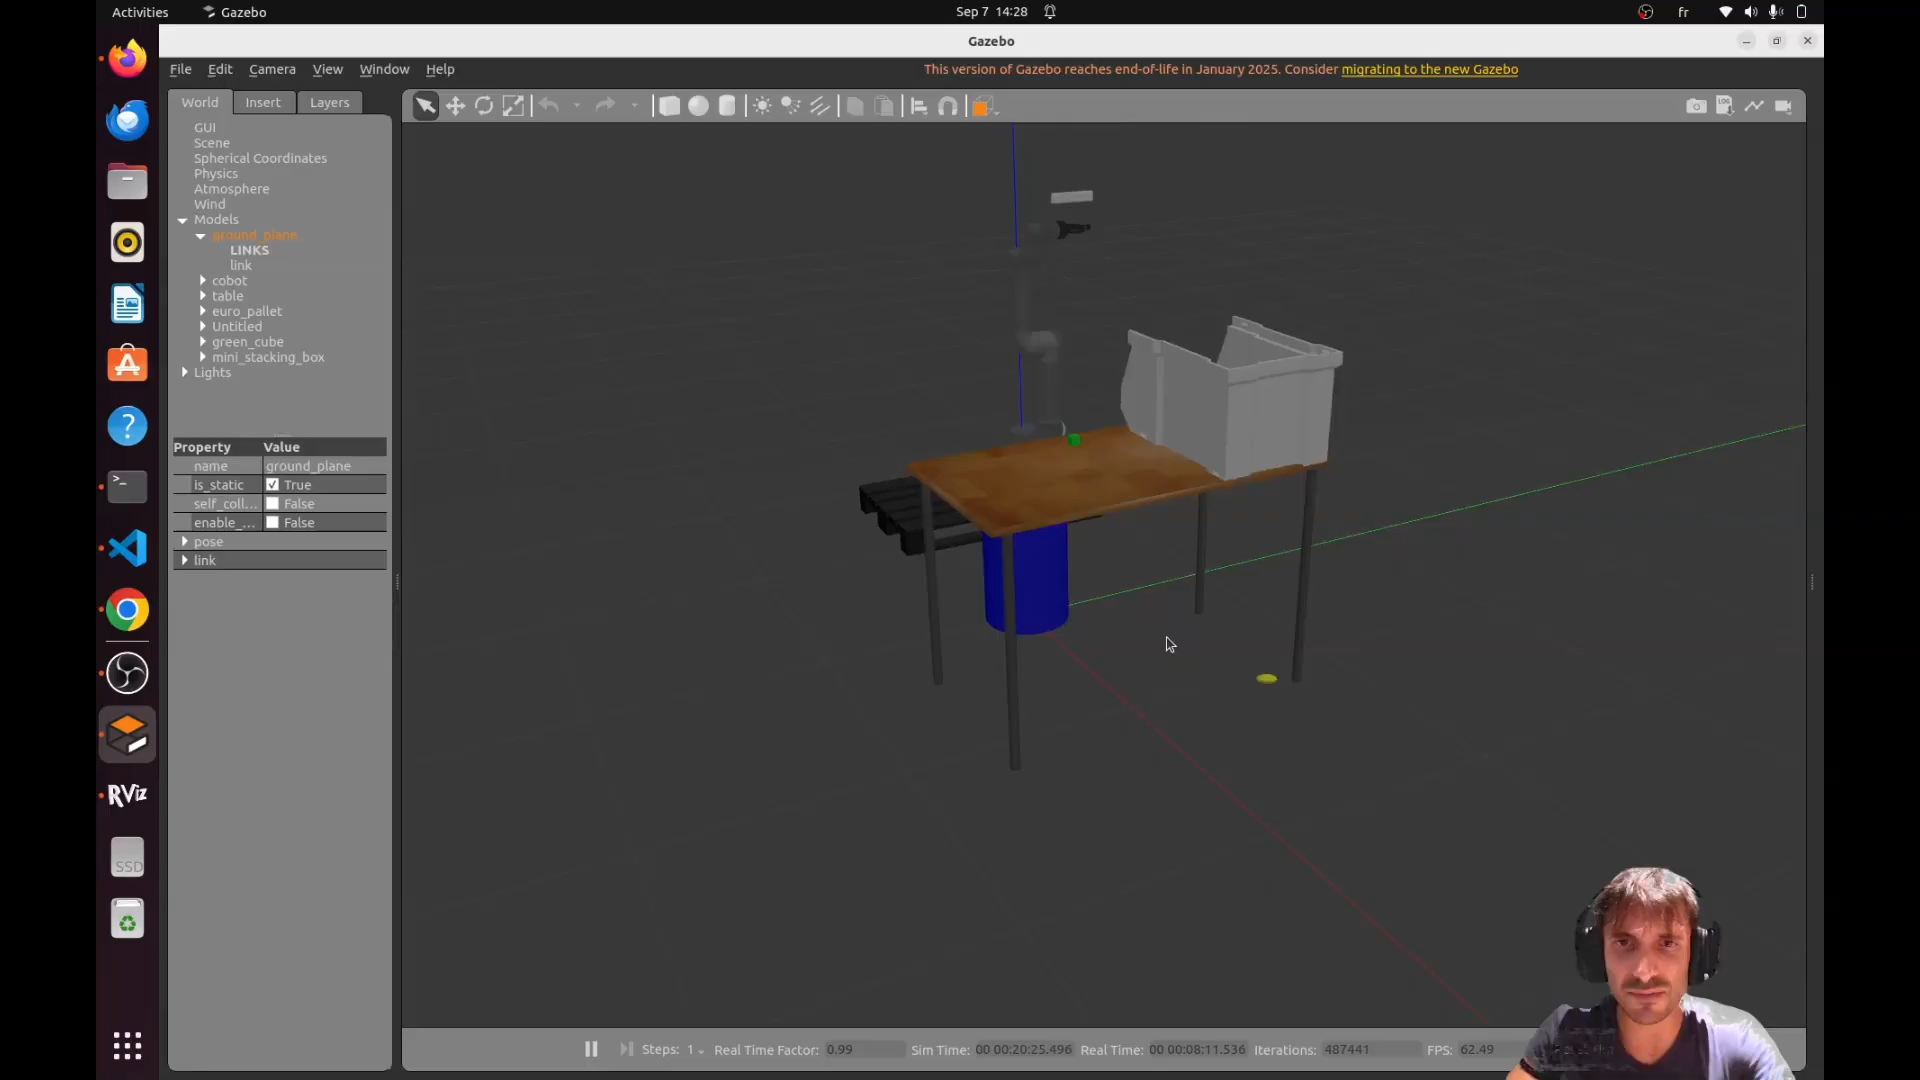 Activities
Gazebo
Sep 7 14:28
fr
Gazebo
File Edit Camera View Window Help
This version of Gazebo reaches end-of-life in January 2025. Consider migrating to the new Gazebo
World Insert Layers
GUI
Scene
Spherical Coordinates
Physics
Atmosphere
Wind
Models
ground_plane
LINKS
link
cobot
table
euro_pallet
Untitled
green_cube
mini_stacking_box
Lights
Property Value
name ground_plane
is_static True
self_coll... False
enable_... False
pose
link
LOG
RViz
SSD
Steps: 1 Real Time Factor: 0.99 Sim Time: 00 00:20:25.496 Real Time: 00 00:08:11.536 Iterations: 487441 FPS: 62.49